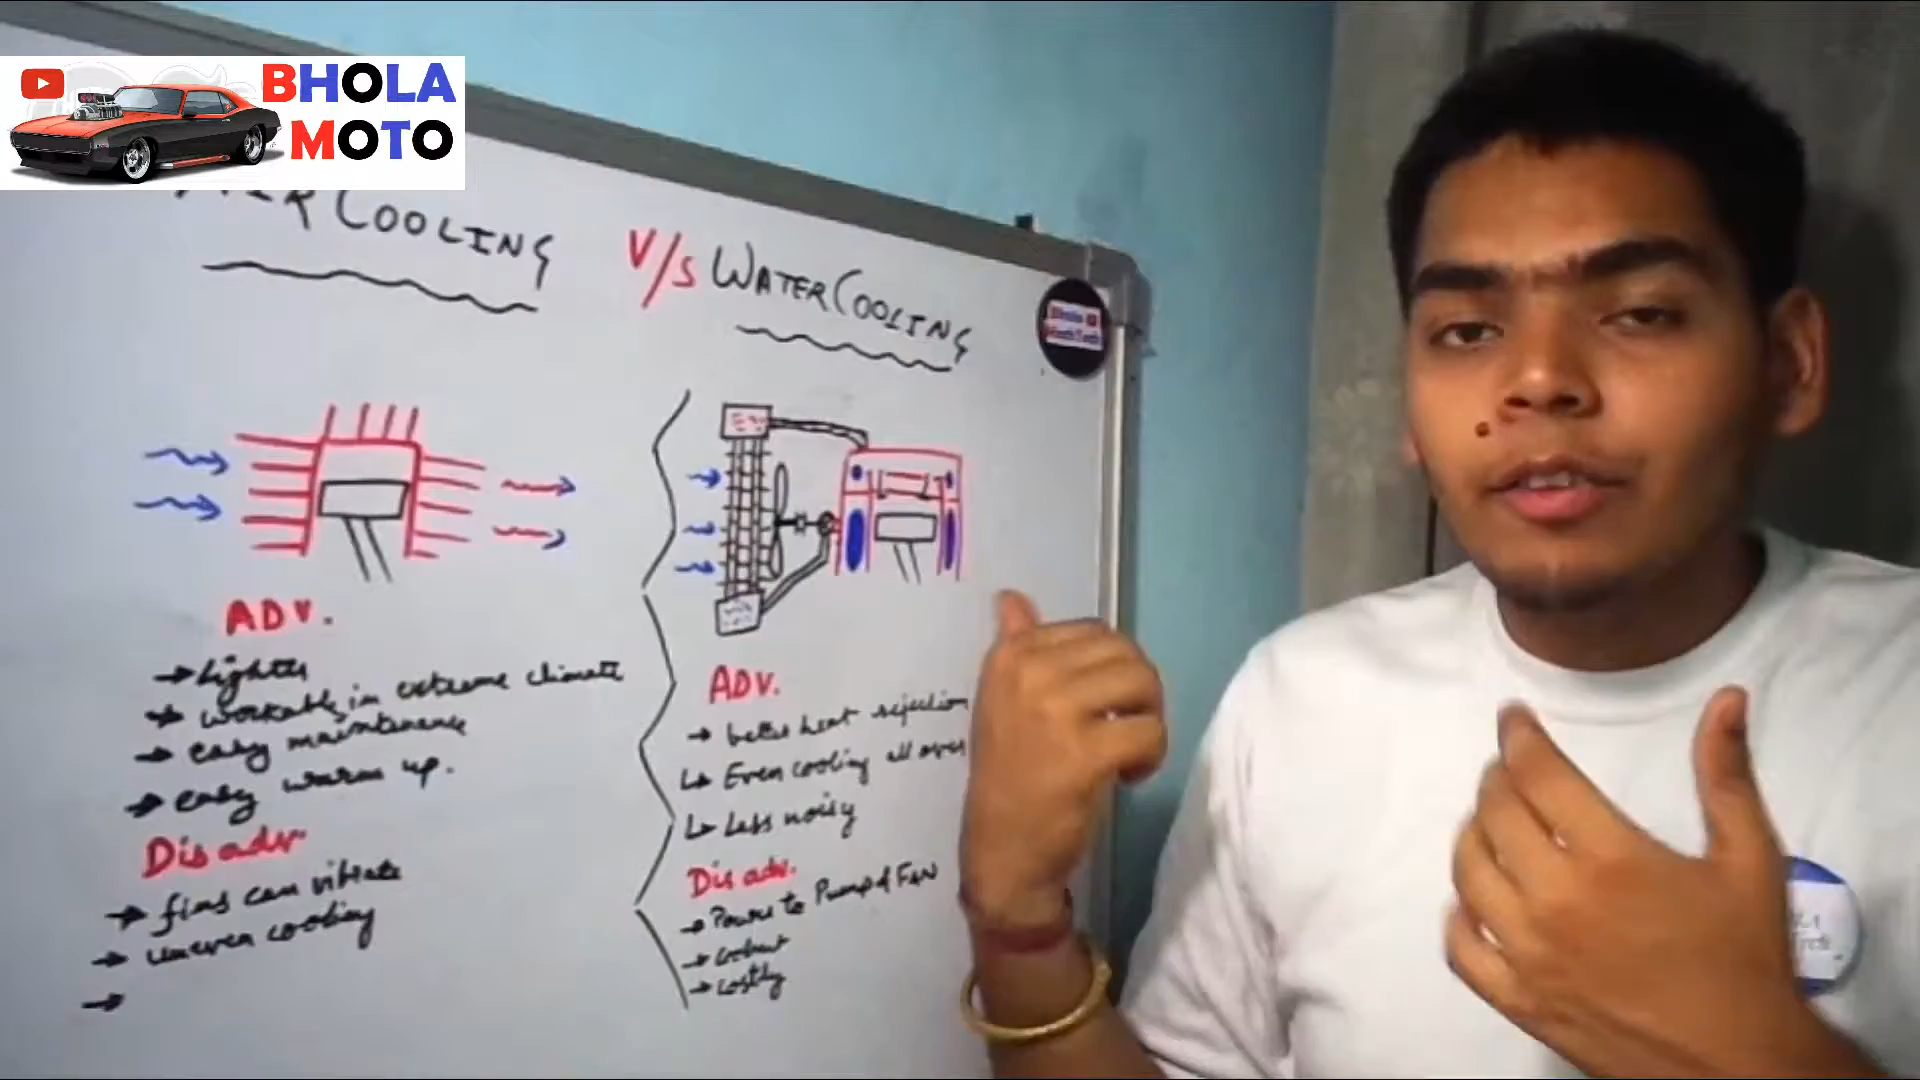 BHOLA
MOTO
AIR COOLING V/s WATER COOLING
ADV.
→ Lighter
→ workable in extreme climate
→ easy maintenance
→ easy warm up.
Dis adv.
→ fins can vibrate
→ uneven cooling
→
ADV.
→ better heat rejection
↳ Even cooling all over
↳ Less noisy
Dis adv.
→ Power to Pump & FAN
→ coolant
→ costly
Bhola